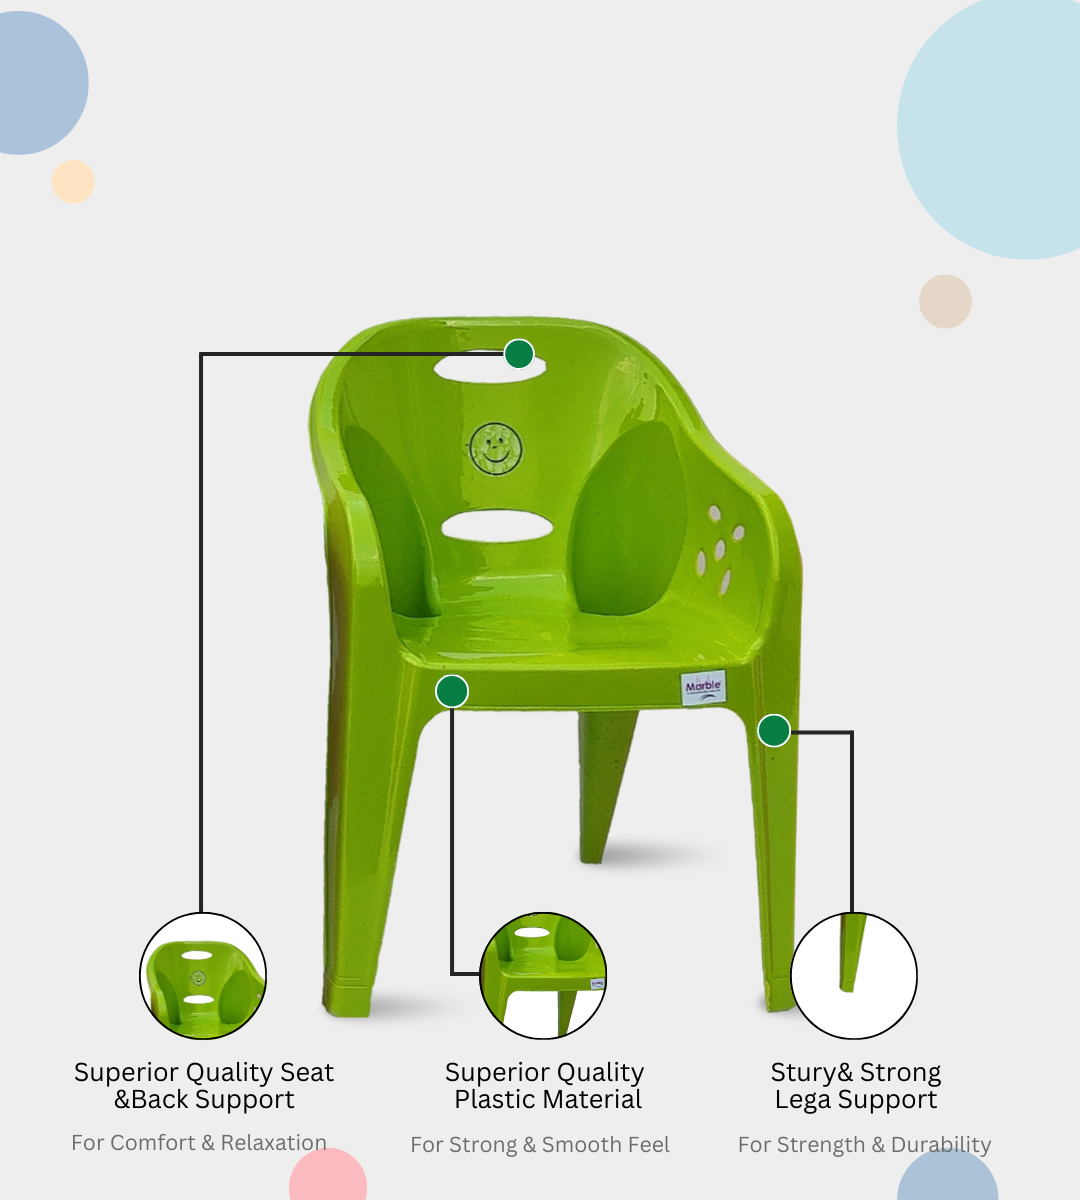 Marble
Superior Quality Seat
&Back Support
For Comfort & Relaxation
Superior Quality
Plastic Material
For Strong & Smooth Feel
Stury& Strong
Lega Support
For Strength & Durability